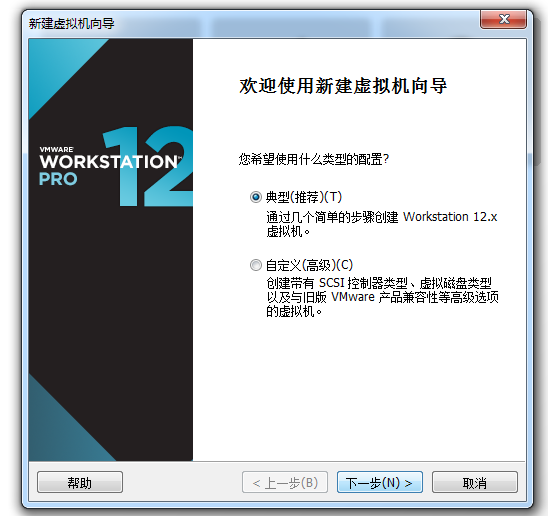 新建虚拟机向导
欢迎使用新建虚拟机向导
VMWARE
WORKSTATION™
PRO
12
您希望使用什么类型的配置?
典型(推荐)(T)
通过几个简单的步骤创建 Workstation 12.x
虚拟机。
自定义(高级)(C)
创建带有 SCSI 控制器类型、虚拟磁盘类型
以及与旧版 VMware 产品兼容性等高级选项
的虚拟机。
帮助
< 上一步(B)
下一步(N) >
取消